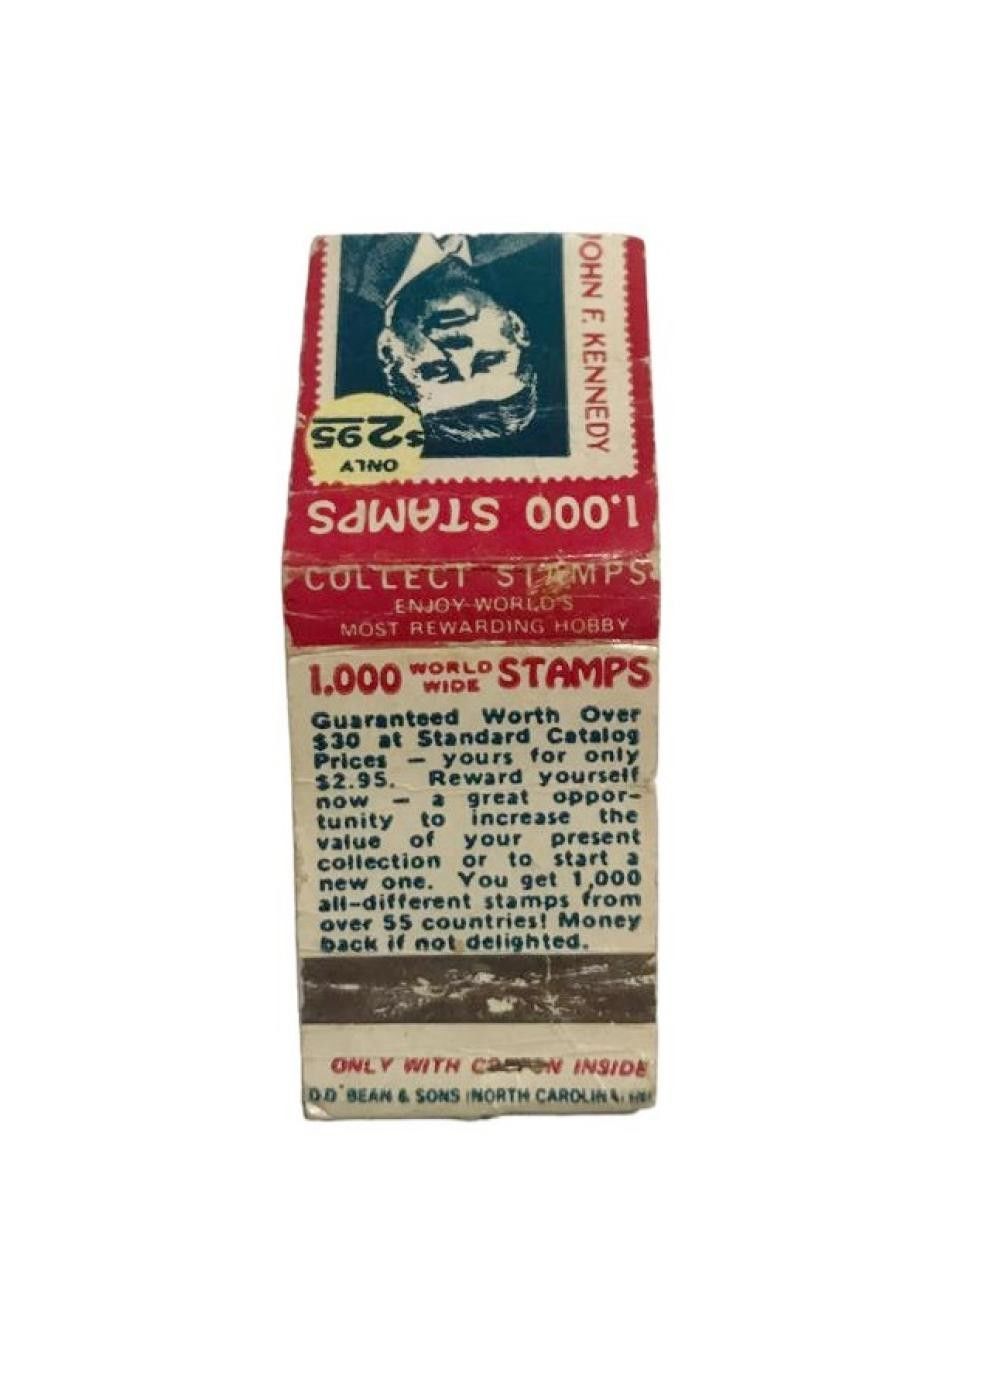 JOHN F. KENNEDY
ONLY
$2.95
1.000 STAMPS
COLLECT STAMPS
ENJOY WORLD'S
MOST REWARDING HOBBY
1.000 WORLD WIDE STAMPS
Guaranteed Worth Over
$30 at Standard Catalog
Prices — yours for only
$2.95. Reward yourself
now — a great oppor-
tunity to increase the
value of your present
collection or to start a
new one. You get 1,000
all-different stamps from
over 55 countries! Money
back if not delighted.
ONLY WITH COUPON INSIDE
D.D. BEAN & SONS (NORTH CAROLINA)